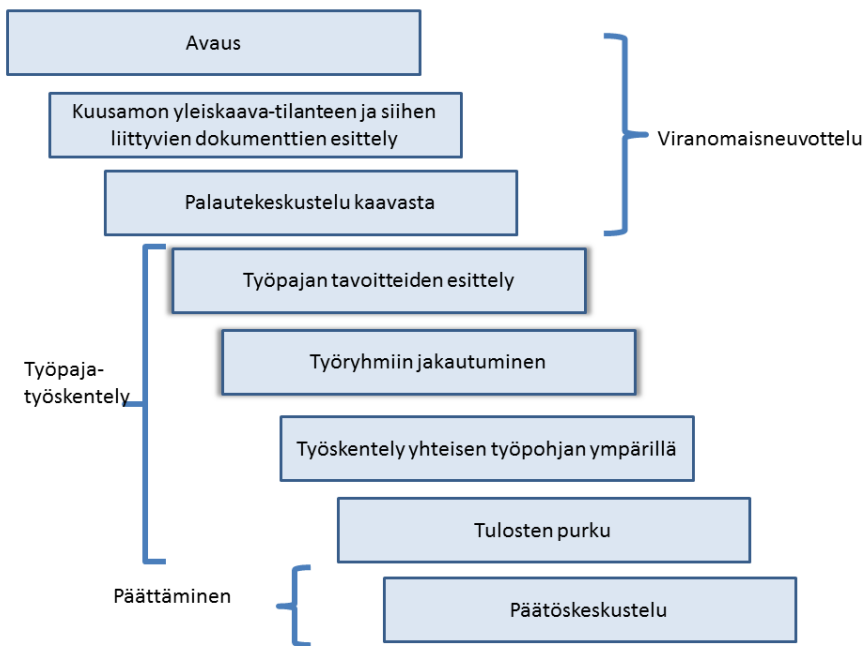 Avaus
Kuusamon yleiskaava-tilanteen ja siihen
liittyvien dokumenttien esittely
Viranomaisneuvottelu
Palautekeskustelu kaavasta
Työpajan tavoitteiden esittely
Työryhmiin jakautuminen
Työpaja-
työskentely
Työskentely yhteisen työpohjan ympärillä
Tulosten purku
Päättäminen
Päätöskeskustelu